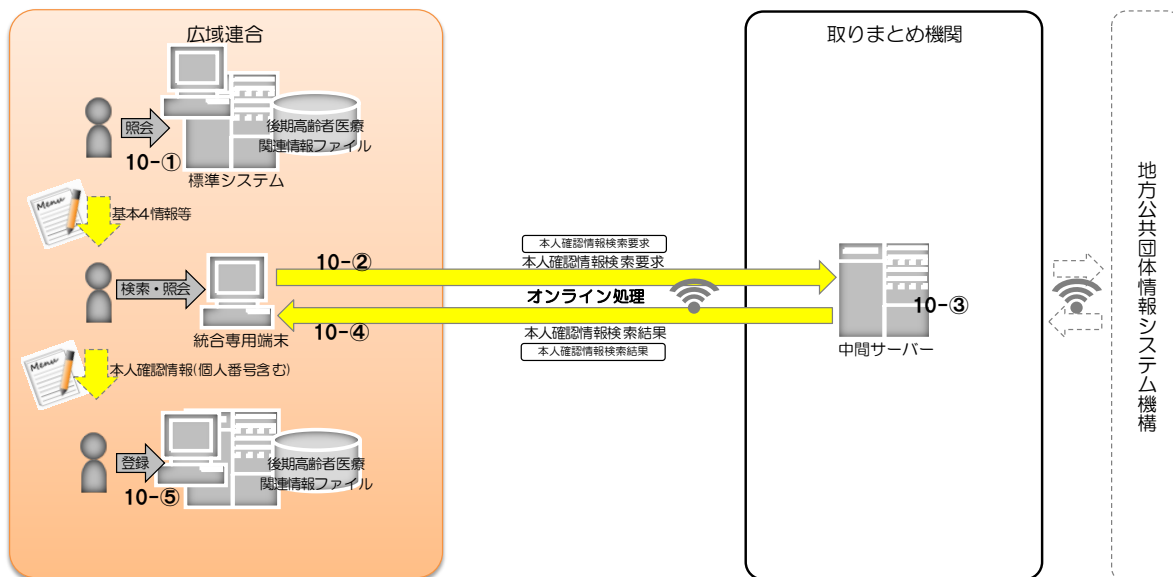 広域連合
照会
10-①
後期高齢者医療
関連情報ファイル
標準システム
Menu
基本4情報等
検索・照会
統合専用端末
10-②
本人確認情報検索要求
本人確認情報検索要求
オンライン処理
10-④
本人確認情報検索結果
本人確認情報検索結果
Menu
本人確認情報(個人番号含む)
登録
10-⑤
後期高齢者医療
関連情報ファイル
取りまとめ機関
10-③
中間サーバー
地方公共団体情報システム機構